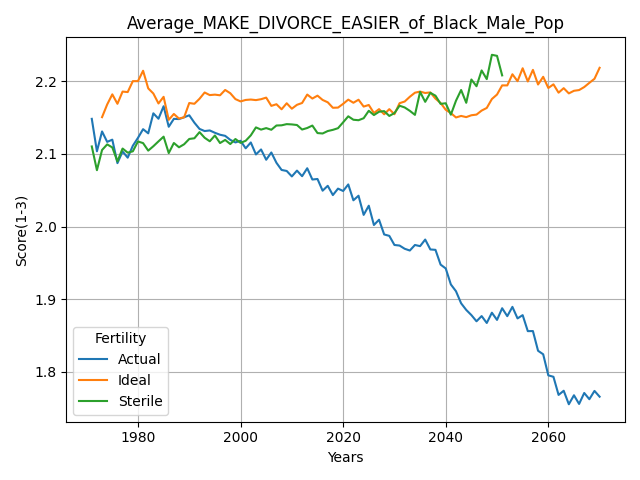 Average_MAKE_DIVORCE_EASIER_of_Black_Male_Pop
Score(1-3)
2.2
2.1
2.0
1.9
1.8
Fertility
Actual
Ideal
Sterile
1980
2000
2020
2040
2060
Years